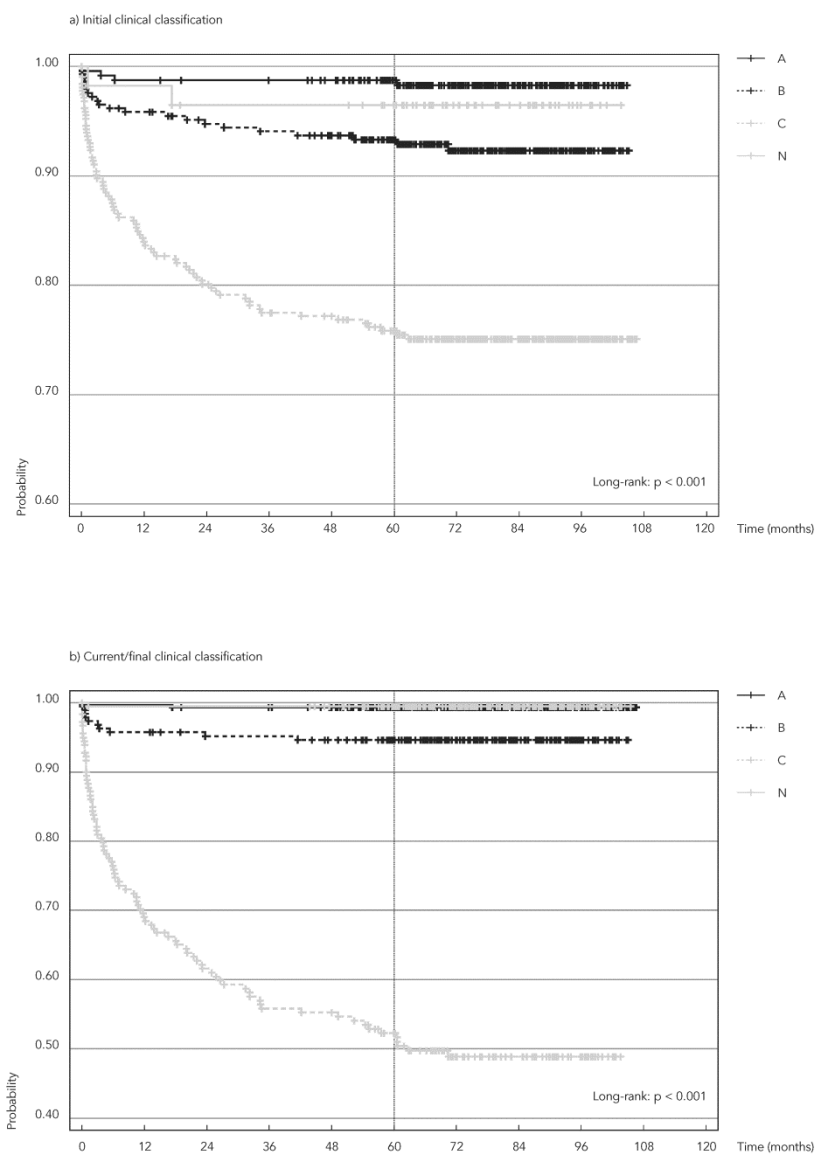 a) Initial clinical classification
1.00
0.90
0.80
0.70
0.60
Probability
A
B
C
N
Long-rank: p < 0.001
0 12 24 36 48 60 72 84 96 108 120 Time (months)
b) Current/final clinical classification
1.00
0.90
0.80
0.70
0.60
0.50
0.40
Probability
A
B
C
N
Long-rank: p < 0.001
0 12 24 36 48 60 72 84 96 108 120 Time (months)